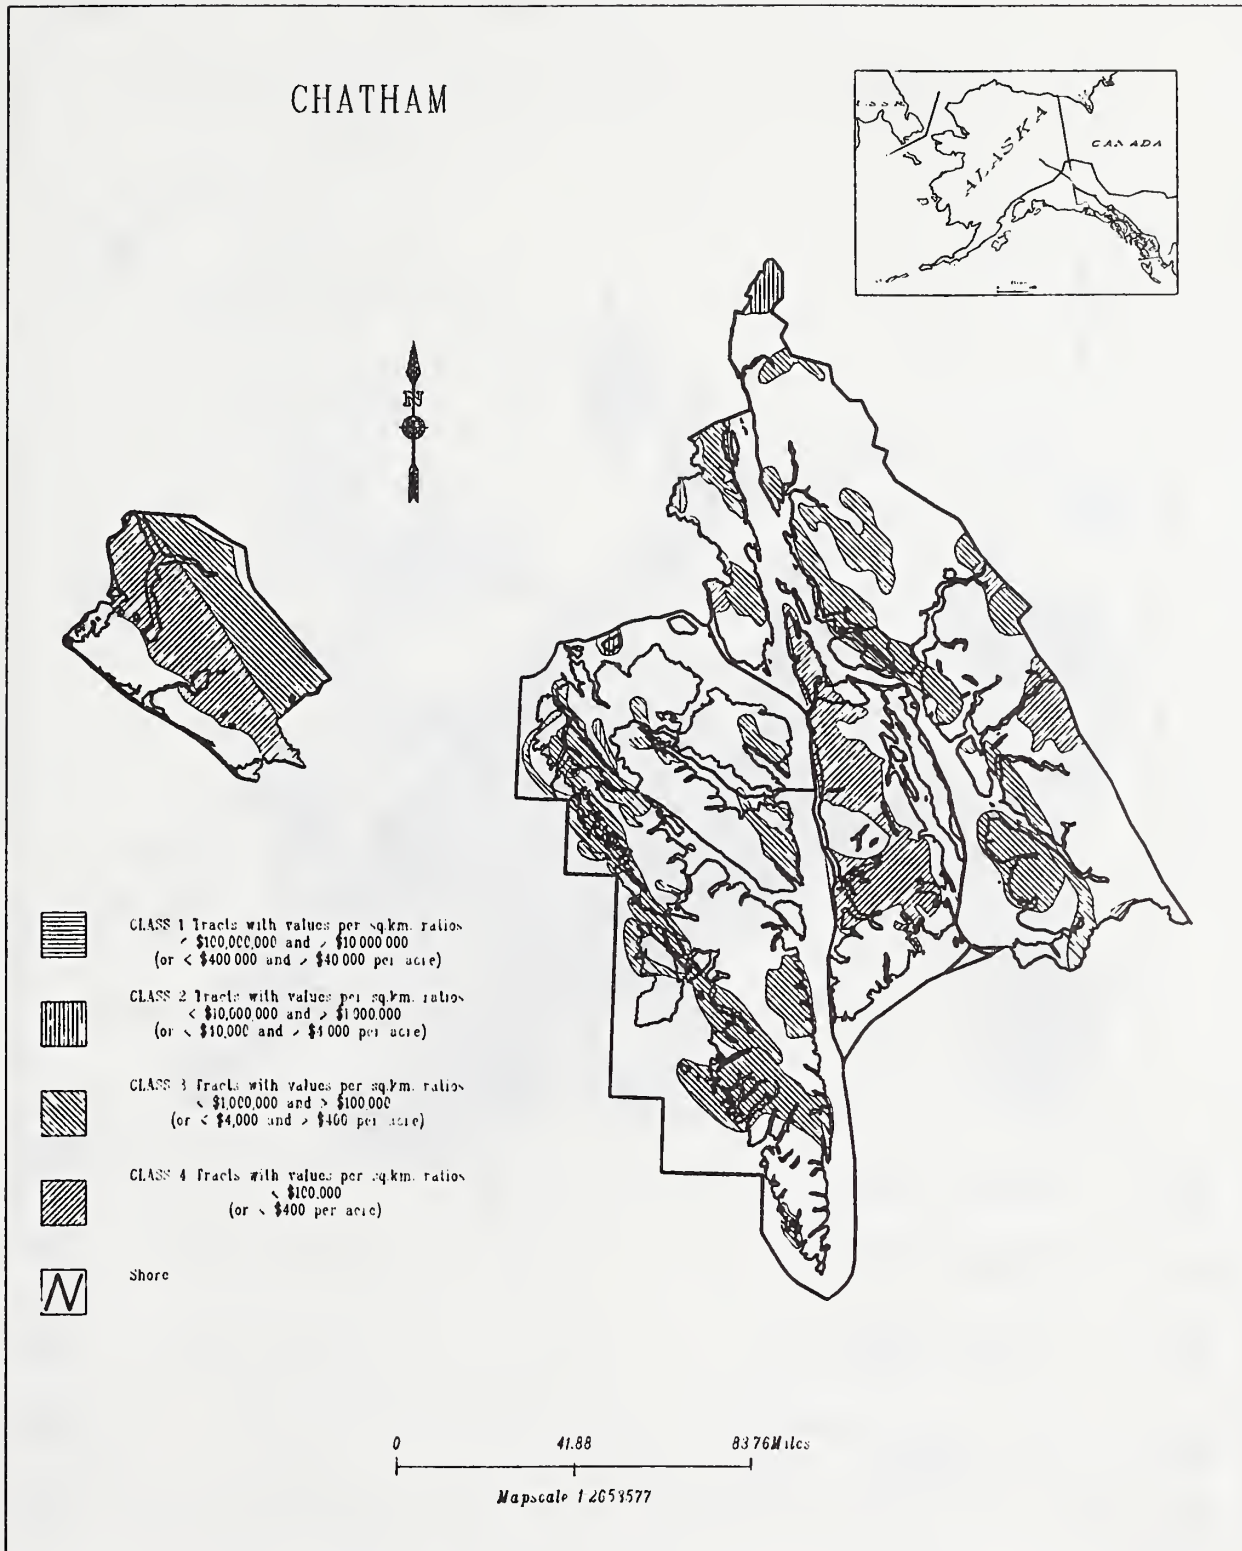 CHATHAM
ALASKA
CANADA
N
CLASS 1 Tracts with values per sq.km. ratios
< $100,000,000 and > $10 000 000
(or < $400 000 and > $40 000 per acre)
CLASS 2 Tracts with values per sq.km. ratios
< $10,000,000 and > $1 000,000
(or < $10,000 and > $4 000 per acre)
CLASS 3 Tracts with values per sq.km. ratios
< $1,000,000 and > $100,000
(or < $4,000 and > $400 per acre)
CLASS 4 Tracts with values per sq.km. ratios
< $100,000
(or < $400 per acre)
Shore
0 41.88 83 76 Miles
Mapscale 1 2653577